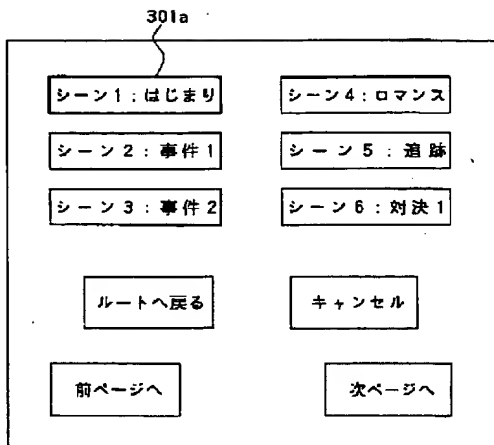 301a
シーン1:はじまり
シーン4:ロマンス
シーン2:事件1
シーン5:追跡
シーン3:事件2
シーン6:対決1
ルートへ戻る
キャンセル
前ページへ
次ページへ